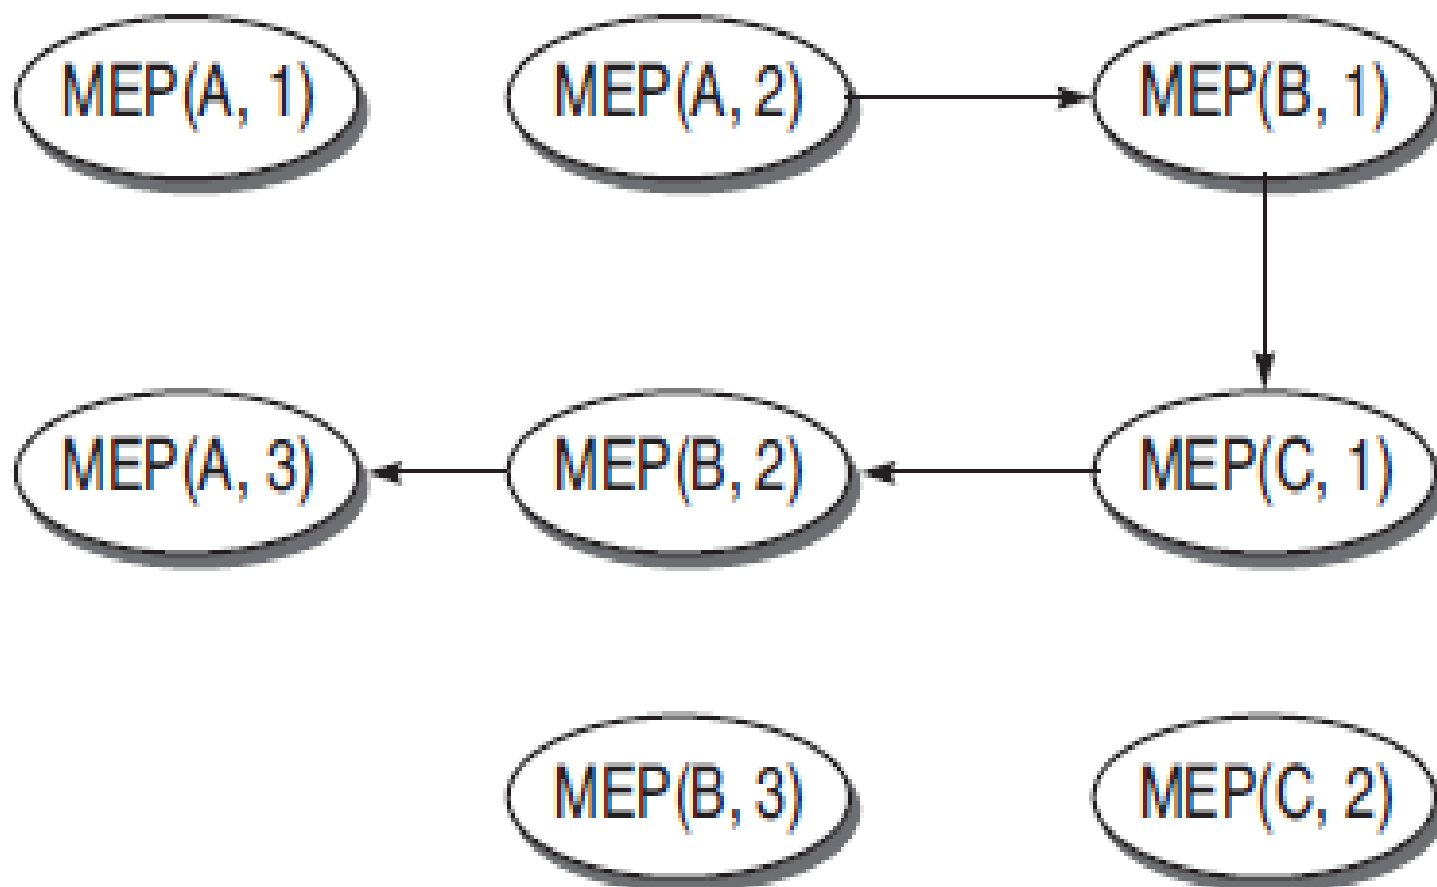 MEP(A, 1) MEP(A, 2) MEP(B, 1)
MEP(A, 3) MEP(B, 2) MEP(C, 1)
MEP(B, 3) MEP(C, 2)